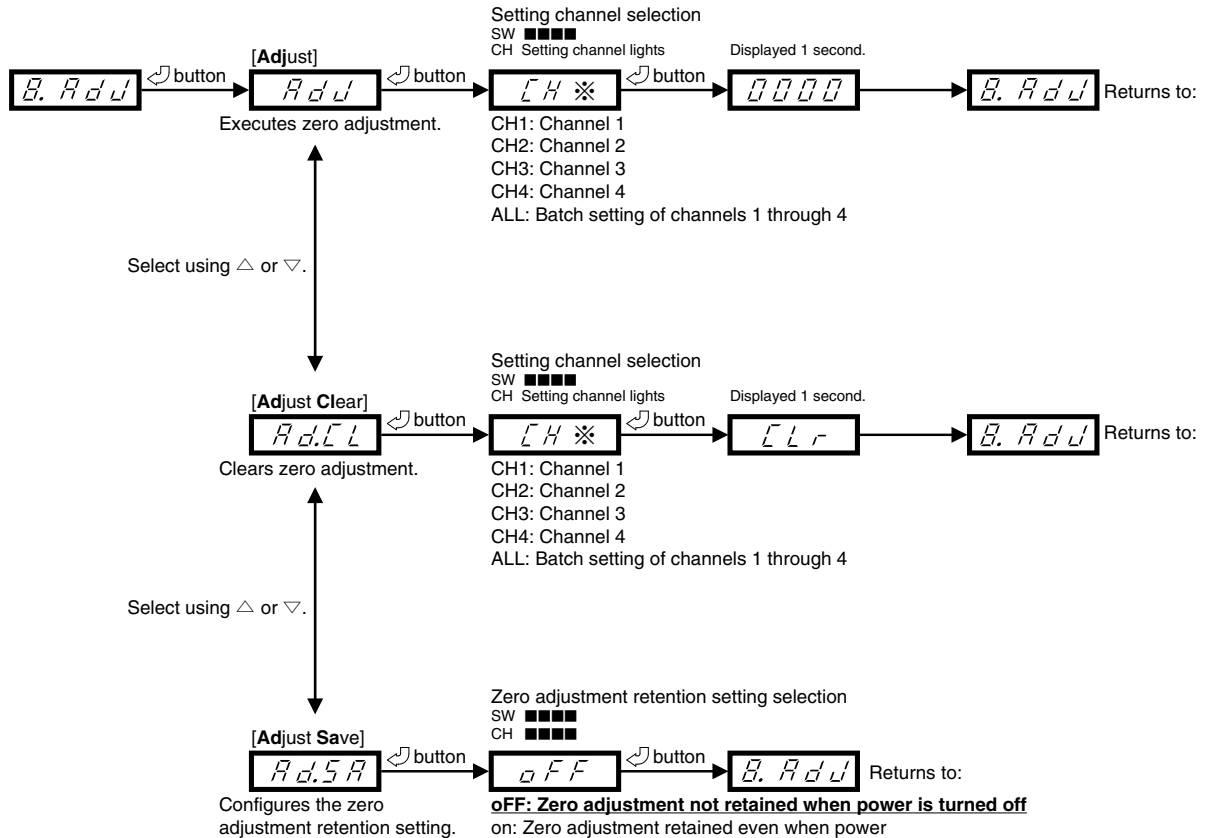 Setting channel selection
SW ■■■■
CH Setting channel lights
Displayed 1 second.
[Adjust]
8. AdJ
button
AdJ
button
CH ※
button
0000
8. AdJ
Returns to:
Executes zero adjustment.
CH1: Channel 1
CH2: Channel 2
CH3: Channel 3
CH4: Channel 4
ALL: Batch setting of channels 1 through 4
Select using △ or ▽.
Setting channel selection
SW ■■■■
CH Setting channel lights
Displayed 1 second.
[Adjust Clear]
Ad.CL
button
CH ※
button
CLr
8. AdJ
Returns to:
Clears zero adjustment.
CH1: Channel 1
CH2: Channel 2
CH3: Channel 3
CH4: Channel 4
ALL: Batch setting of channels 1 through 4
Select using △ or ▽.
Zero adjustment retention setting selection
SW ■■■■
CH ■■■■
[Adjust Save]
Ad.SA
button
oFF
button
8. AdJ
Returns to:
Configures the zero
adjustment retention setting.
oFF: Zero adjustment not retained when power is turned off
on: Zero adjustment retained even when power